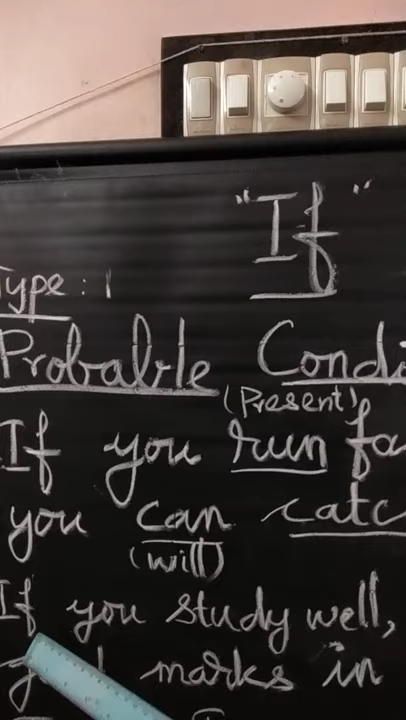 "If"
Type: 1
Probable Condi
(Present)
If you run fa
you can catc
(will)
If you study well,
marks in